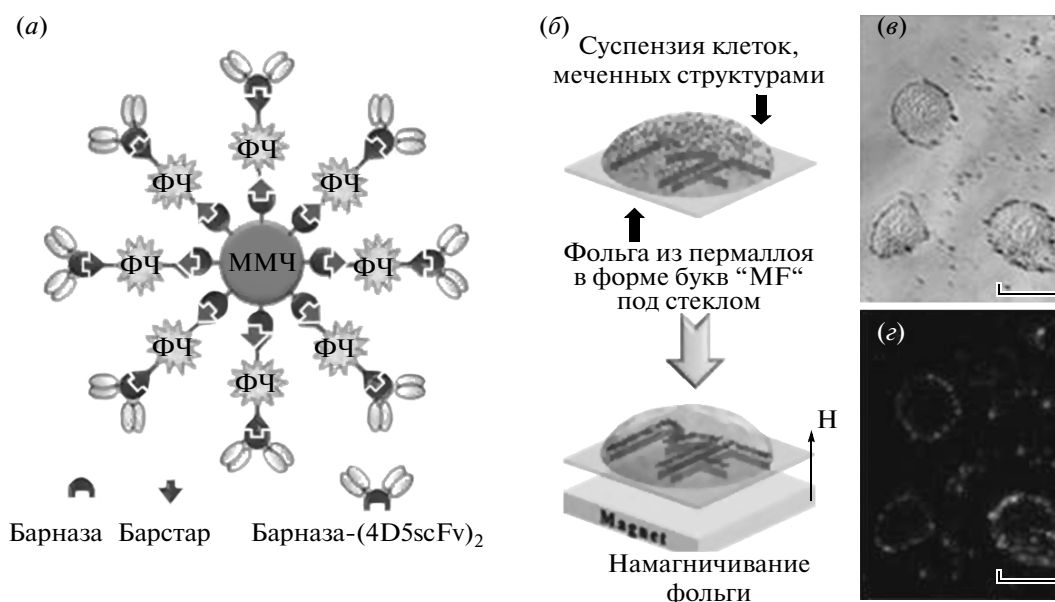 (а)
ФЧ
ФЧ
ФЧ
ФЧ
ММЧ
ФЧ
ФЧ
ФЧ
ФЧ
Барназа
Барстар
Барназа-(4D5scFv)2
(б)
Суспензия клеток,
меченных структурами
Фольга из пермаллоя
в форме букв “MF“
под стеклом
H
Magnet
Намагничивание
фольги
(в)
(г)